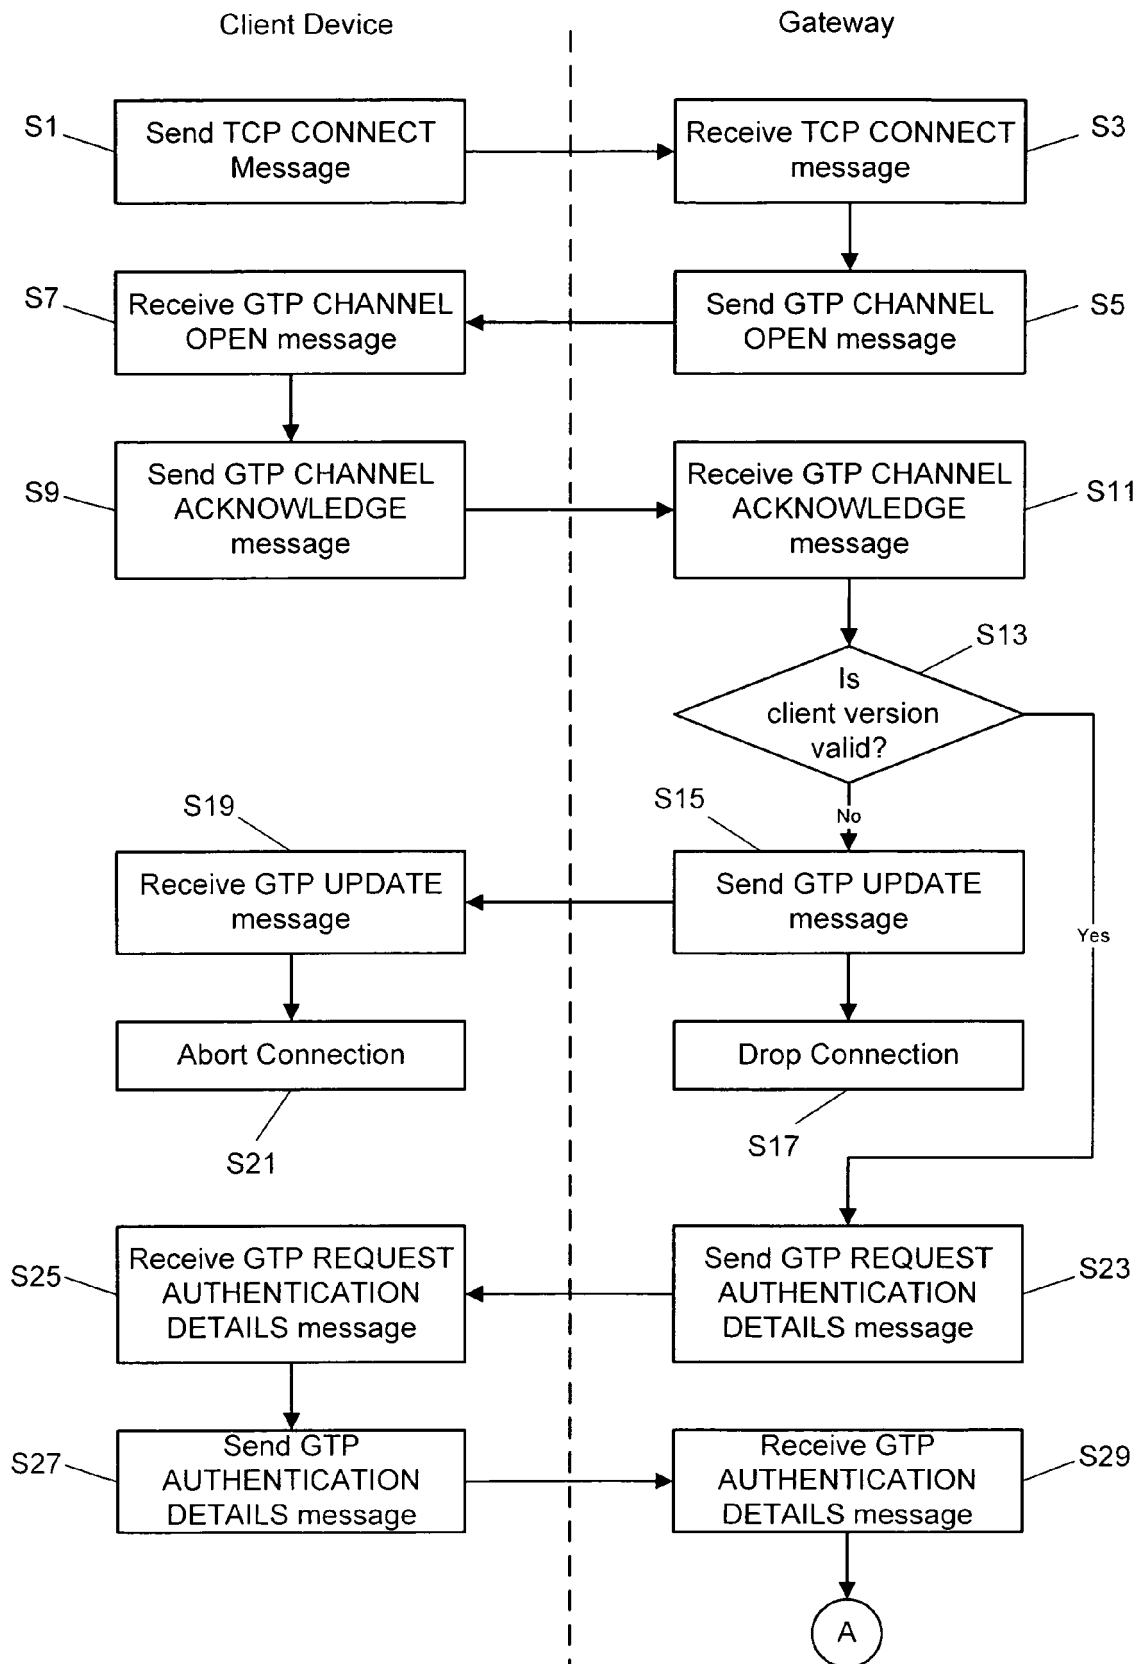 Client Device
Gateway
S1
Send TCP CONNECT
Message
Receive TCP CONNECT
message
S3
S7
Receive GTP CHANNEL
OPEN message
Send GTP CHANNEL
OPEN message
S5
S9
Send GTP CHANNEL
ACKNOWLEDGE
message
Receive GTP CHANNEL
ACKNOWLEDGE
message
S11
S13
Is
client version
valid?
S19
S15
No
Receive GTP UPDATE
message
Send GTP UPDATE
message
Yes
Abort Connection
Drop Connection
S21
S17
S25
Receive GTP REQUEST
AUTHENTICATION
DETAILS message
Send GTP REQUEST
AUTHENTICATION
DETAILS message
S23
S27
Send GTP
AUTHENTICATION
DETAILS message
Receive GTP
AUTHENTICATION
DETAILS message
S29
A